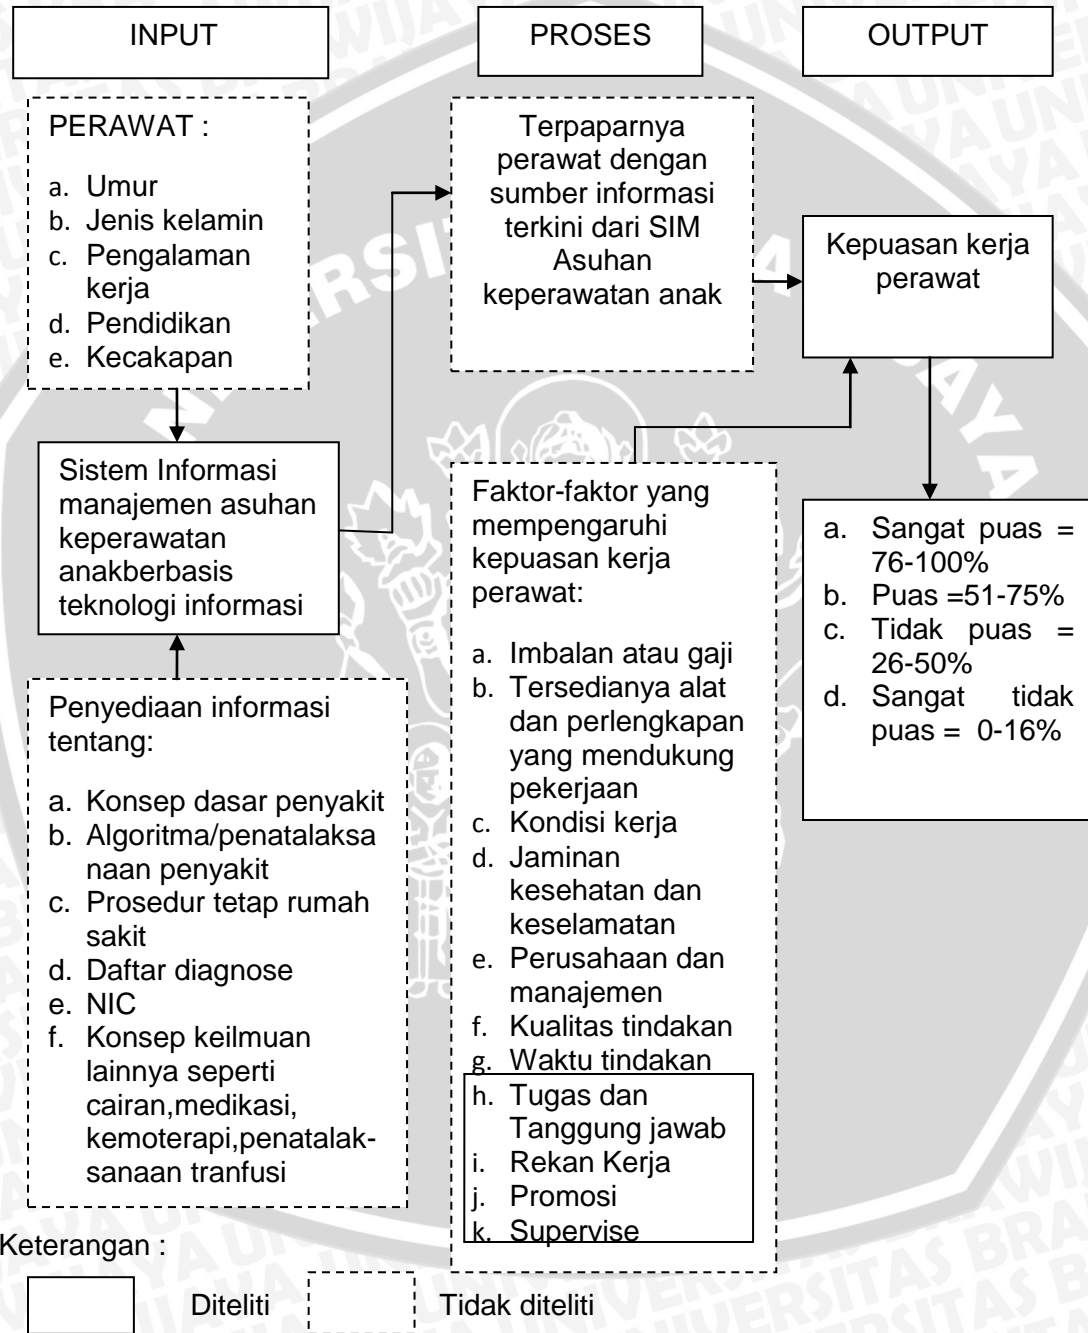 INPUT
PROSES
OUTPUT
PERAWAT :
a. Umur
b. Jenis kelamin
c. Pengalaman
kerja
d. Pendidikan
e. Kecakapan
Sistem Informasi
manajemen asuhan
keperawatan
anakberbasis
teknologi informasi
Penyediaan informasi
tentang:
a. Konsep dasar penyakit
b. Algoritma/penatalaksa
naan penyakit
c. Prosedur tetap rumah
sakit
d. Daftar diagnose
e. NIC
f. Konsep keilmuan
lainnya seperti
cairan,medikasi,
kemoterapi,penatalak-
sanaan tranfusi
Terpaparnya
perawat dengan
sumber informasi
terkini dari SIM
Asuhan
keperawatan anak
Faktor-faktor yang
mempengaruhi
kepuasan kerja
perawat:
a. Imbalan atau gaji
b. Tersedianya alat
dan perlengkapan
yang mendukung
pekerjaan
c. Kondisi kerja
d. Jaminan
kesehatan dan
keselamatan
e. Perusahaan dan
manajemen
f. Kualitas tindakan
g. Waktu tindakan
h. Tugas dan
Tanggung jawab
i. Rekan Kerja
j. Promosi
k. Supervise
Kepuasan kerja
perawat
a. Sangat puas =
76-100%
b. Puas =51-75%
c. Tidak puas =
26-50%
d. Sangat tidak
puas = 0-16%
Keterangan :
Diteliti
Tidak diteliti